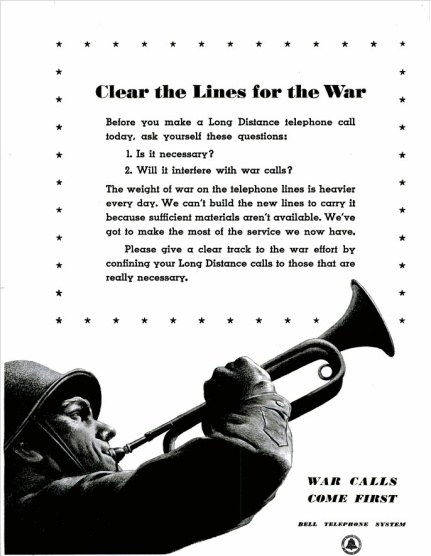 Clear the Lines for the War
Before you make a Long Distance telephone call
today, ask yourself these questions:
1. Is it necessary?
2. Will it interfere with war calls?
The weight of war on the telephone lines is heavier
every day. We can't build the new lines to carry it
because sufficient materials aren't available. We've
got to make the most of the service we now have.
Please give a clear track to the war effort by
confining your Long Distance calls to those that are
really necessary.
WAR CALLS
COME FIRST
BELL TELEPHONE SYSTEM